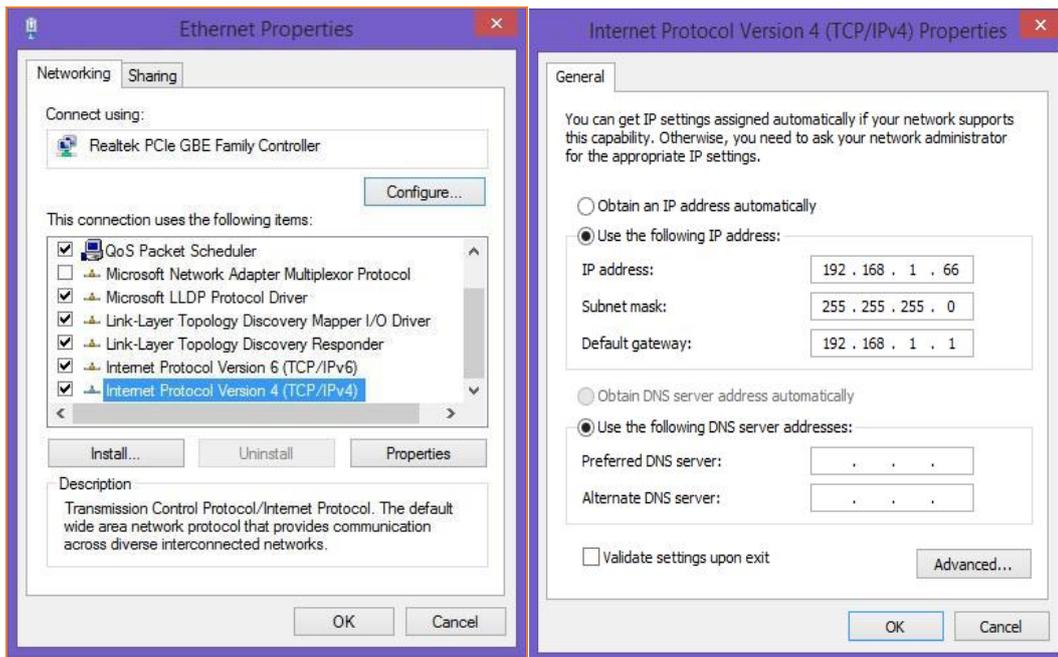 Ethernet Properties
Networking
Sharing
Connect using:
Realtek PCIe GBE Family Controller
Configure...
This connection uses the following items:
QoS Packet Scheduler
Microsoft Network Adapter Multiplexor Protocol
Microsoft LLDP Protocol Driver
Link-Layer Topology Discovery Mapper I/O Driver
Link-Layer Topology Discovery Responder
Internet Protocol Version 6 (TCP/IPv6)
Internet Protocol Version 4 (TCP/IPv4)
Install...
Uninstall
Properties
Description
Transmission Control Protocol/Internet Protocol. The default
wide area network protocol that provides communication
across diverse interconnected networks.
OK
Cancel
Internet Protocol Version 4 (TCP/IPv4) Properties
General
You can get IP settings assigned automatically if your network supports
this capability. Otherwise, you need to ask your network administrator
for the appropriate IP settings.
Obtain an IP address automatically
Use the following IP address:
IP address: 192 . 168 . 1 . 66
Subnet mask: 255 . 255 . 255 . 0
Default gateway: 192 . 168 . 1 . 1
Obtain DNS server address automatically
Use the following DNS server addresses:
Preferred DNS server: . . .
Alternate DNS server: . . .
Validate settings upon exit
Advanced...
OK
Cancel